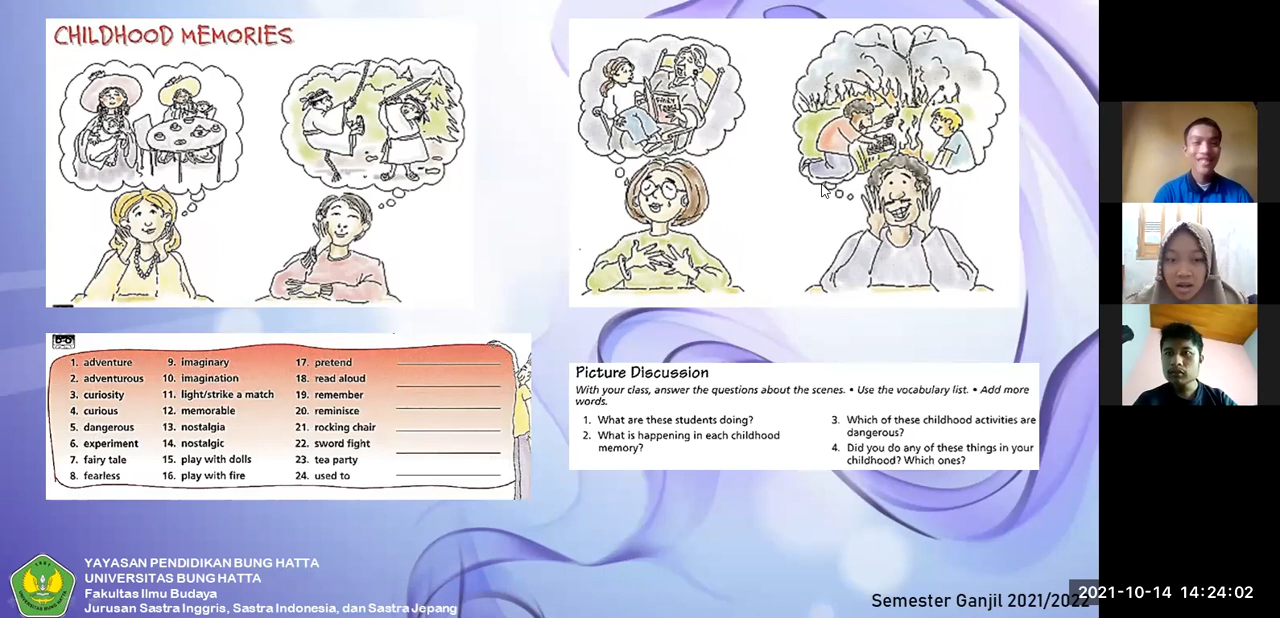 CHILDHOOD MEMORIES
FAIRY
1. adventure
2. adventurous
3. curiosity
4. curious
5. dangerous
6. experiment
7. fairy tale
8. fearless
9. imaginary
10. imagination
11. light/strike a match
12. memorable
13. nostalgia
14. nostalgic
15. play with dolls
16. play with fire
17. pretend
18. read aloud
19. remember
20. reminisce
21. rocking chair
22. sword fight
23. tea party
24. used to
Picture Discussion
With your class, answer the questions about the scenes. • Use the vocabulary list. • Add more
words.
1. What are these students doing?
2. What is happening in each childhood
memory?
3. Which of these childhood activities are
dangerous?
4. Did you do any of these things in your
childhood? Which ones?
YAYASAN PENDIDIKAN BUNG HATTA
UNIVERSITAS BUNG HATTA
Fakultas Ilmu Budaya
Jurusan Sastra Inggris, Sastra Indonesia, dan Sastra Jepang
Semester Ganjil 2021/2022
2021-10-14 14:24:02